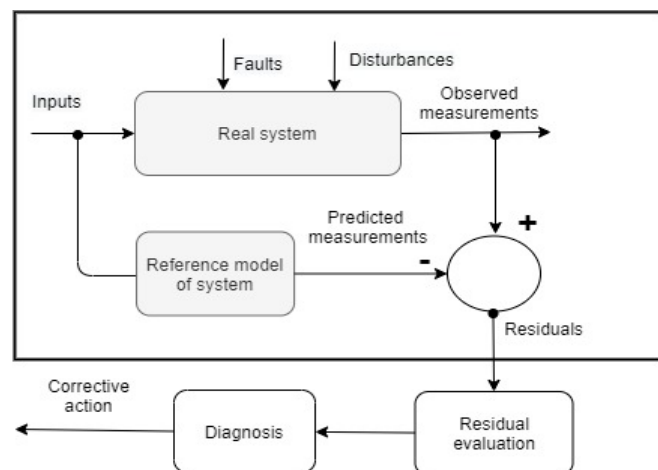 Faults
Disturbances
Inputs
Real system
Observed
measurements
+
Predicted
measurements
-
Reference model
of system
Residuals
Corrective
action
Diagnosis
Residual
evaluation